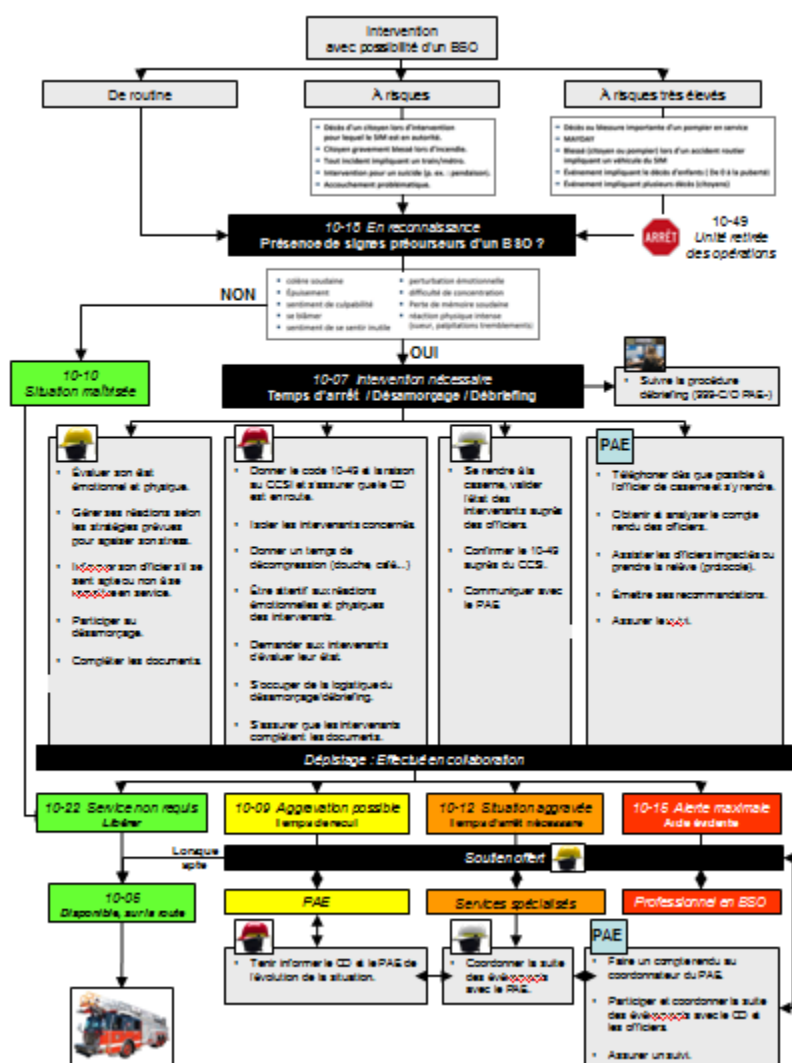 Intervention
avec possibilité d'un BSO
De routine
À risques
À risques très élevés
• Décès d'un citoyen lors d'intervention
pour lequel le SIM est en autorité.
• Citoyen gravement blessé lors d'incendie.
• Tout incident impliquant un train/métro.
• Intervention pour un suicide (p. ex. : pendaison).
• Accouchement problématique.
• Décès ou blessure importante d'un pompier en service
• MAYDAY
• Blessé (citoyen ou pompier) lors d'un accident routier
impliquant un véhicule du SIM
• Événement impliquant le décès d'enfants ( De 0 à la puberté)
• Événement impliquant plusieurs décès (citoyens)
10-18 En reconnaissance
Présence de signes précurseurs d'un BSO ?
ARRÊT
10-49
Unité retirée
des opérations
NON
• colère soudaine
• Épuisement
• sentiment de culpabilité
• se blâmer
• sentiment de se sentir inutile
• perturbation émotionnelle
• difficulté de concentration
• Perte de mémoire soudaine
• réaction physique intense
(sueur, palpitations tremblements)
OUI
10-10
Situation maîtrisée
10-07 Intervention nécessaire
Temps d'arrêt / Désamorçage / Débriefing
• Suivre la procédure
débriefing (999-C/O PAE-)
• Évaluer son état
émotionnel et physique.
• Gérer ses réactions selon
les stratégies prévues
pour apaiser son stress.
• son officier s'il se
sent apte ou non à se
en service.
• Participer au
désamorçage.
• Compléter les documents.
• Donner le code 10-49 et la raison
au CCSI et s'assurer que le CD
est en route.
• Isoler les intervenants concernés.
• Donner un temps de
décompression (douche, café...)
• Être attentif aux réactions
émotionnelles et physiques
des intervenants.
• Demander aux intervenants
d'évaluer leur état.
• S'occuper de la logistique du
désamorçage/débriefing.
• S'assurer que les intervenants
complètent les documents.
• Se rendre à la
caserne, valider
l'état des
intervenants auprès
des officiers.
• Confirmer le 10-49
auprès du CCSI.
• Communiquer avec
le PAE
PAE
• Téléphoner dès que possible à
l'officier de caserne et s'y rendre.
• Obtenir et analyser le compte
rendu des officiers.
• Assister les officiers impactés ou
prendre la relève (protocole).
• Émettre ses recommandations.
• Assurer le suivi.
Dépistage : Effectué en collaboration
10-22 Service non requis
Libérer
10-09 Aggravation possible
Temps de recul
10-12 Situation aggravée
Temps d'arrêt nécessaire
10-15 Alerte maximale
Aide évidente
Lorsque
apte
Soutien offert
10-05
Disponible, sur la route
PAE
Services spécialisés
Professionnel en BSO
• Tenir informer le CD et le PAE de
l'évolution de la situation.
• Coordonner la suite
des
avec le PAE.
PAE
• Faire un compte rendu au
coordonnateur du PAE.
• Participer et coordonner la suite
des avec le CD et
les officiers.
• Assurer un suivi.